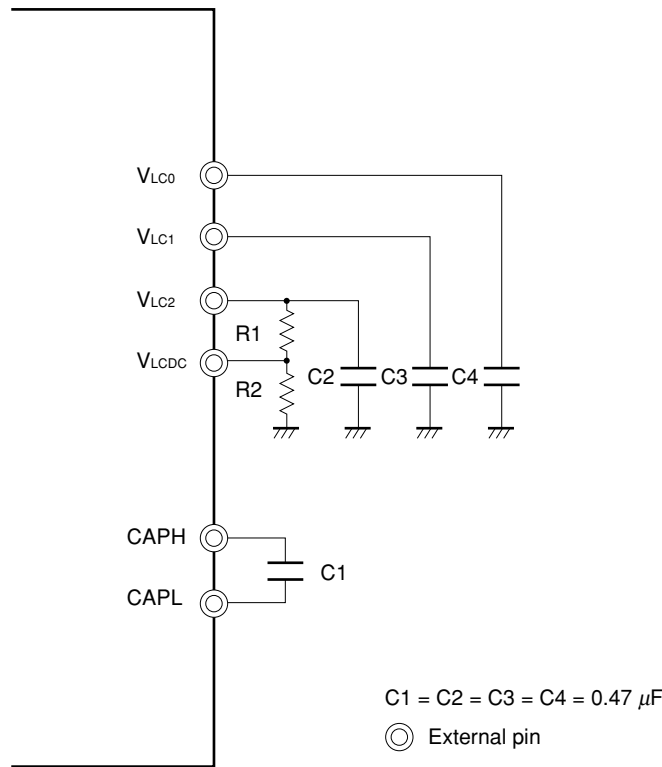 VLC0
VLC1
VLC2
R1
VLCDC
R2
C2
C3
C4
CAPH
C1
CAPL
C1 = C2 = C3 = C4 = 0.47 μF
External pin